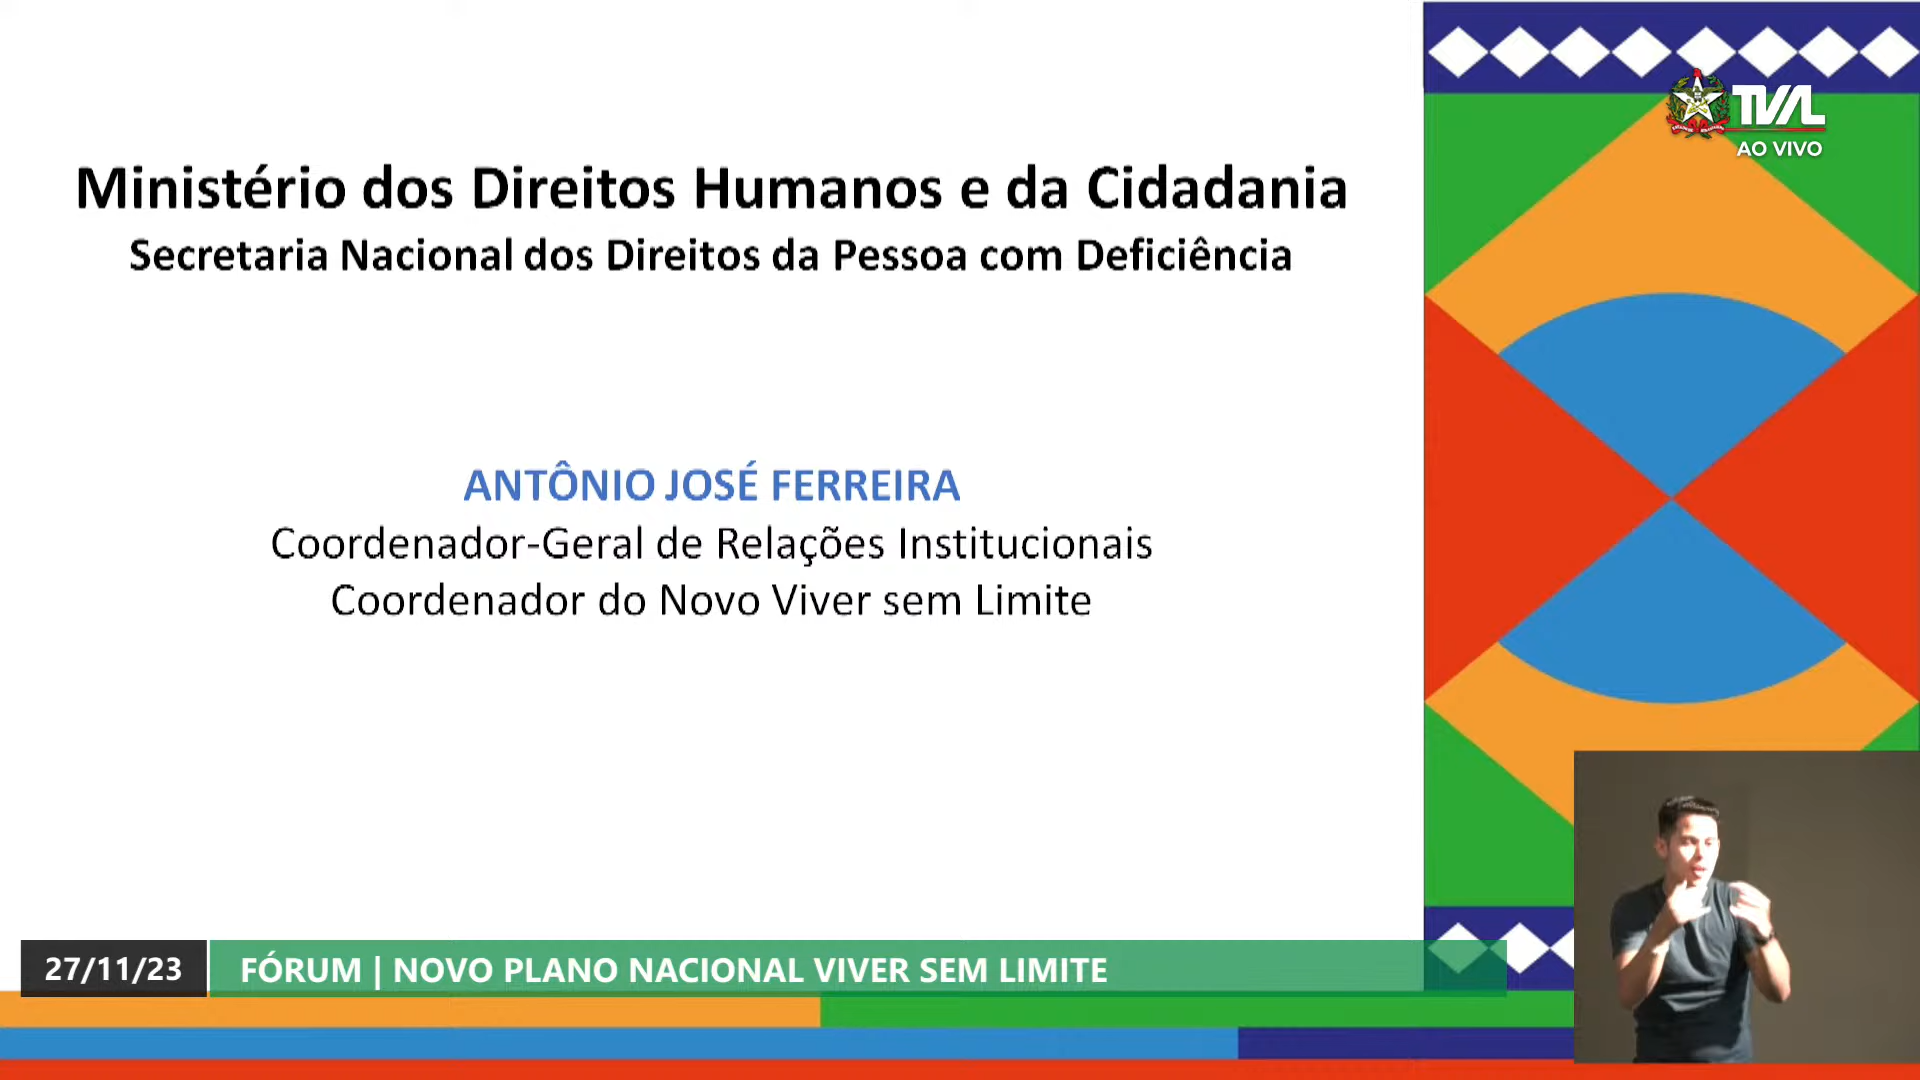 TVAL
AO VIVO
Ministério dos Direitos Humanos e da Cidadania
Secretaria Nacional dos Direitos da Pessoa com Deficiência
ANTÔNIO JOSÉ FERREIRA
Coordenador-Geral de Relações Institucionais
Coordenador do Novo Viver sem Limite
27/11/23
FÓRUM | NOVO PLANO NACIONAL VIVER SEM LIMITE